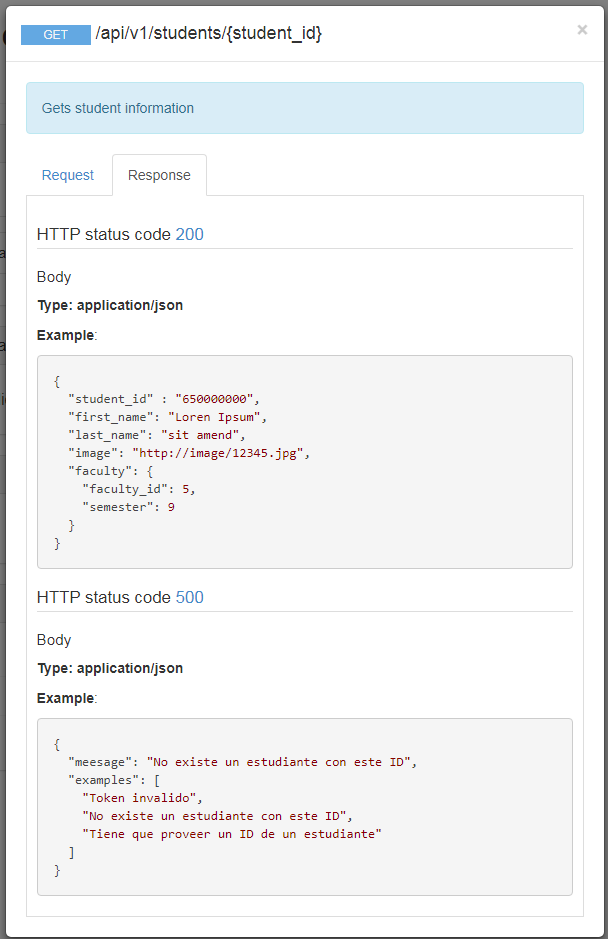 GET /api/v1/students/{student_id} ×
Gets student information
Request Response
HTTP status code 200
Body
Type: application/json
Example:
{
"student_id" : "650000000",
"first_name": "Loren Ipsum",
"last_name": "sit amend",
"image": "http://image/12345.jpg",
"faculty": {
"faculty_id": 5,
"semester": 9
}
}
HTTP status code 500
Body
Type: application/json
Example:
{
"meesage": "No existe un estudiante con este ID",
"examples": [
"Token invalido",
"No existe un estudiante con este ID",
"Tiene que proveer un ID de un estudiante"
]
}